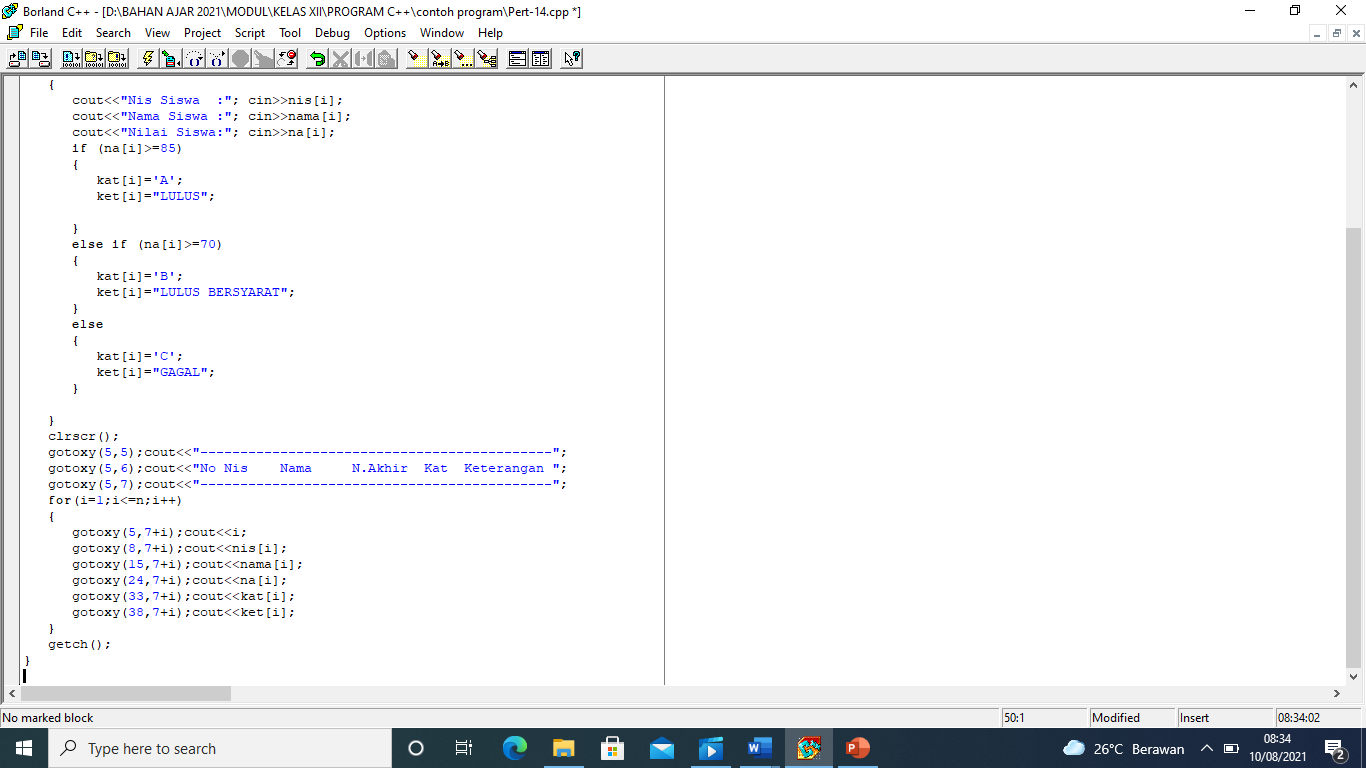 Borland C++ - [D:\BAHAN AJAR 2021\MODUL\KELAS XII\PROGRAM C++\contoh program\Pert-14.cpp *]
File Edit Search View Project Script Tool Debug Options Window Help
{
cout<<"Nis Siswa  :"; cin>>nis[i];
cout<<"Nama Siswa :"; cin>>nama[i];
cout<<"Nilai Siswa:"; cin>>na[i];
if (na[i]>=85)
{
kat[i]='A';
ket[i]="LULUS";
}
else if (na[i]>=70)
{
kat[i]='B';
ket[i]="LULUS BERSYARAT";
}
else
{
kat[i]='C';
ket[i]="GAGAL";
}
}
clrscr();
gotoxy(5,5);cout<<"--------------------------------------------";
gotoxy(5,6);cout<<"No Nis    Nama     N.Akhir  Kat  Keterangan ";
gotoxy(5,7);cout<<"--------------------------------------------";
for(i=1;i<=n;i++)
{
gotoxy(5,7+i);cout<<i;
gotoxy(8,7+i);cout<<nis[i];
gotoxy(15,7+i);cout<<nama[i];
gotoxy(24,7+i);cout<<na[i];
gotoxy(33,7+i);cout<<kat[i];
gotoxy(38,7+i);cout<<ket[i];
}
getch();
}
No marked block 50:1 Modified Insert 08:34:02
Type here to search 26°C Berawan 08:34
10/08/2021 2